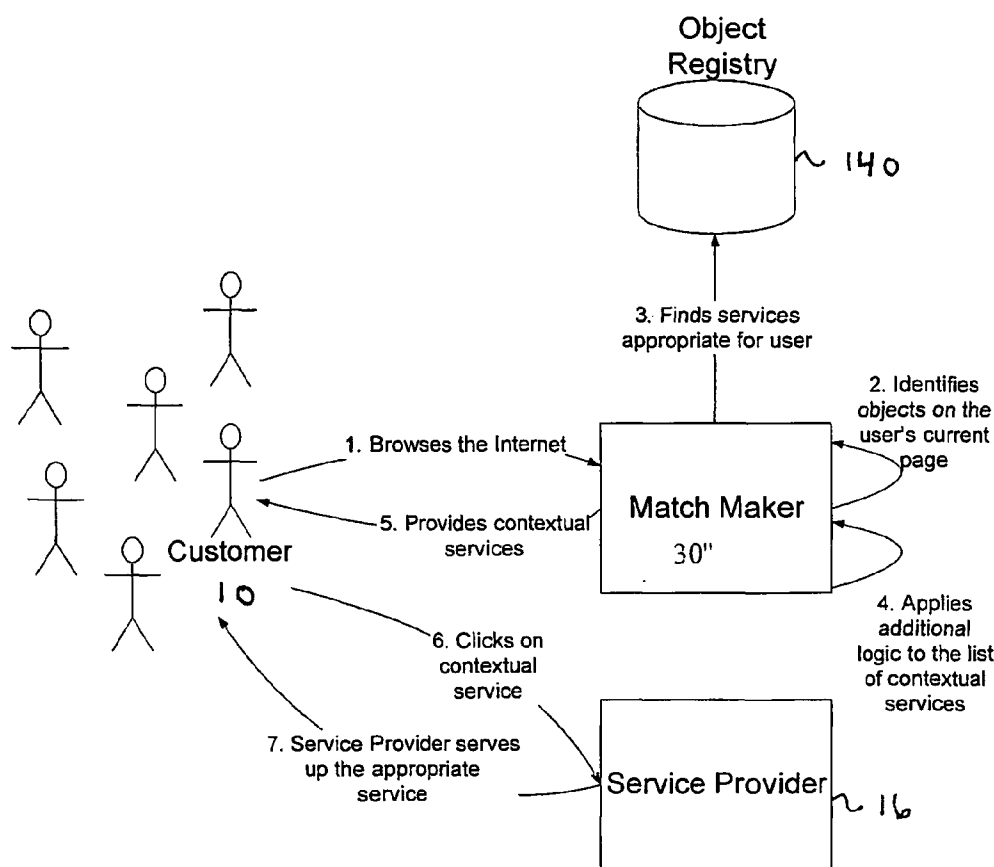 Object
Registry
140
3. Finds services
appropriate for user
2. Identifies
objects on the
user's current
page
1. Browses the Internet
Match Maker
30"
5. Provides contextual
services
Customer
10
4. Applies
additional
logic to the list
of contextual
services
6. Clicks on
contextual
service
7. Service Provider serves
up the appropriate
service
Service Provider
16